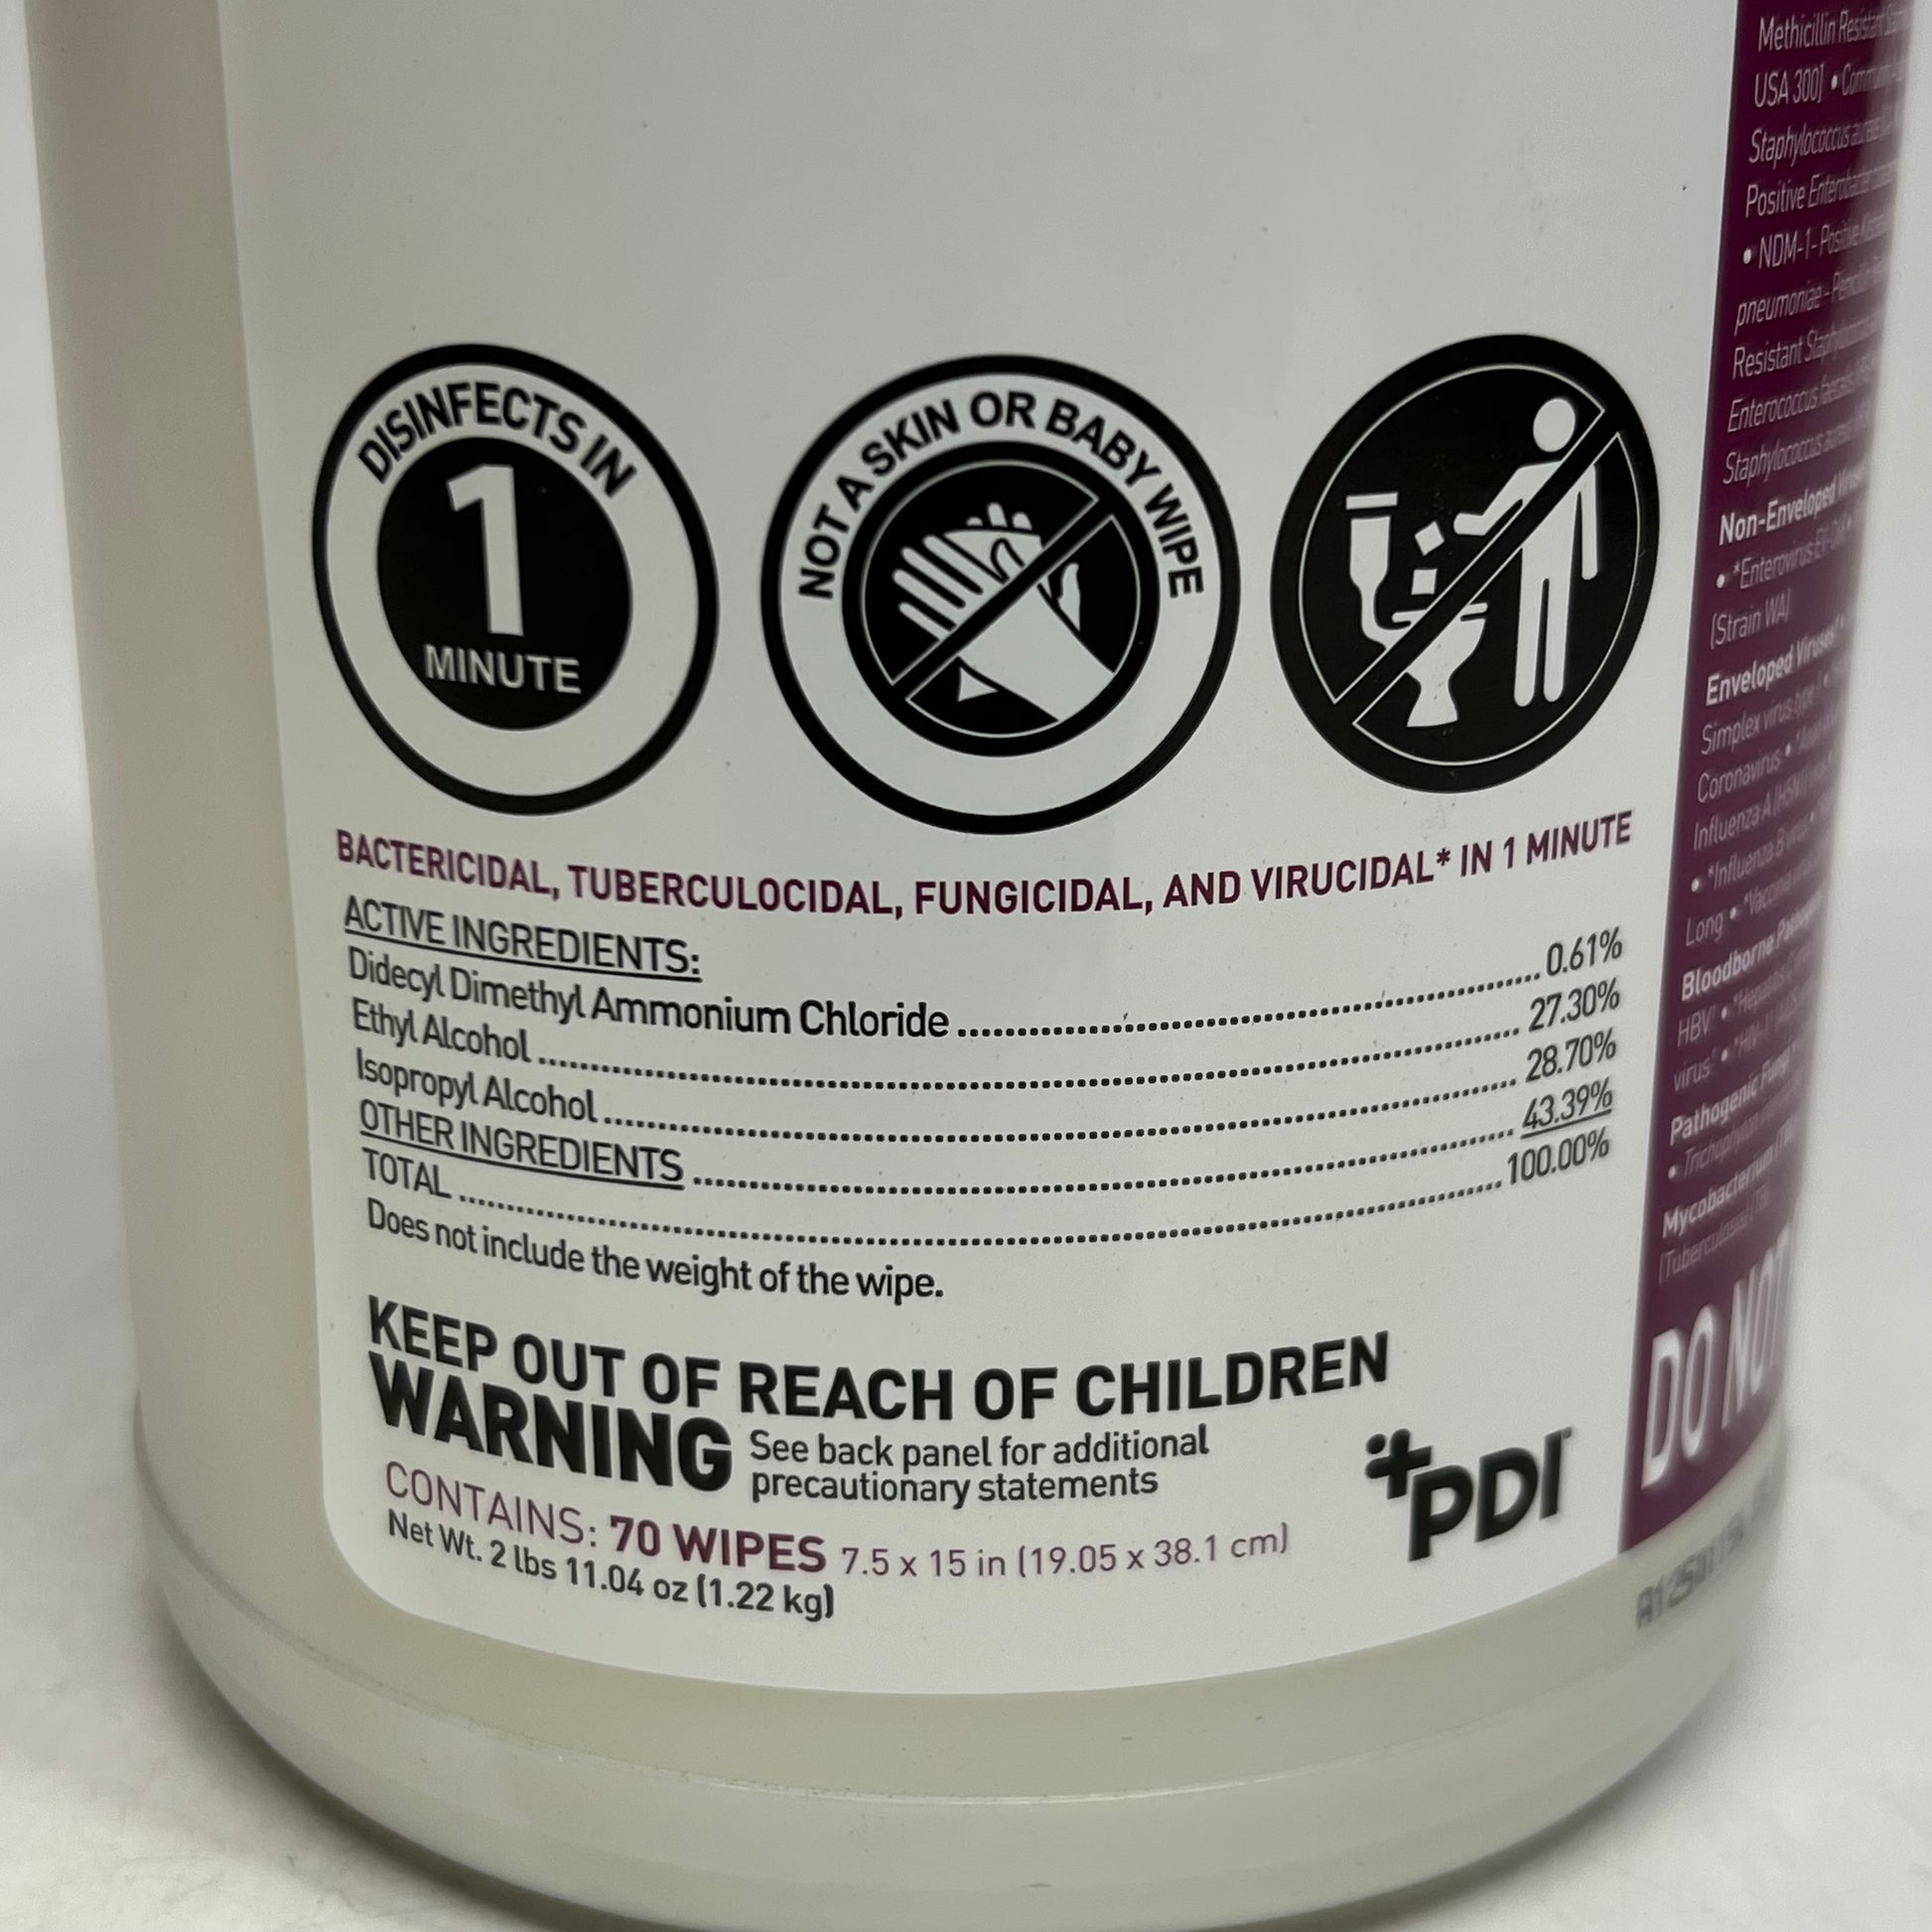 DISINFECTS IN
1
MINUTE
NOT A SKIN OR BABY WIPE
BACTERICIDAL, TUBERCULOCIDAL, FUNGICIDAL, AND VIRUCIDAL* IN 1 MINUTE
ACTIVE INGREDIENTS:
Didecyl Dimethyl Ammonium Chloride ........ 0.61%
Ethyl Alcohol ........ 27.30%
Isopropyl Alcohol ........ 28.70%
OTHER INGREDIENTS ........ 43.39%
TOTAL ........ 100.00%
Does not include the weight of the wipe.
KEEP OUT OF REACH OF CHILDREN
WARNING
See back panel for additional
precautionary statements
CONTAINS: 70 WIPES 7.5 x 15 in (19.05 x 38.1 cm)
Net Wt. 2 lbs 11.04 oz (1.22 kg)
PDI
Methicillin Resistant
USA 300) •
Staphylococcus
Positive
• NDM-1 - Positive
pneumoniae -
Resistant
Enterococcus
Staphylococcus
Non-Enveloped
• *Enterovirus
(Strain WA)
Enveloped Viruses
Simplex virus type
Coronavirus •
Influenza A
• *Influenza B
Long •
Bloodborne
HBV
virus
Pathogenic
•
Mycobacterium
DO NOT